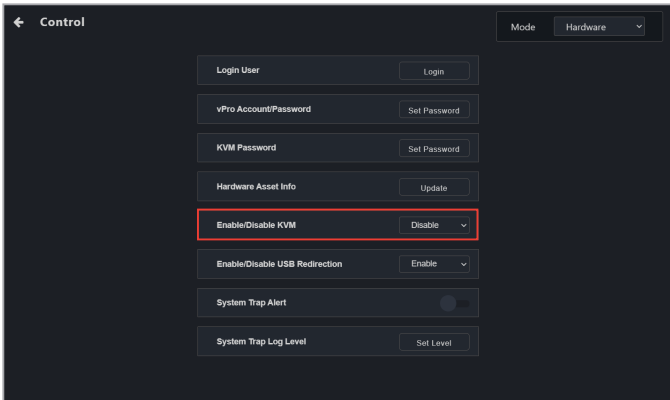 Control
Mode Hardware
Login User Login
vPro Account/Password Set Password
KVM Password Set Password
Hardware Asset Info Update
Enable/Disable KVM Disable
Enable/Disable USB Redirection Enable
System Trap Alert
System Trap Log Level Set Level